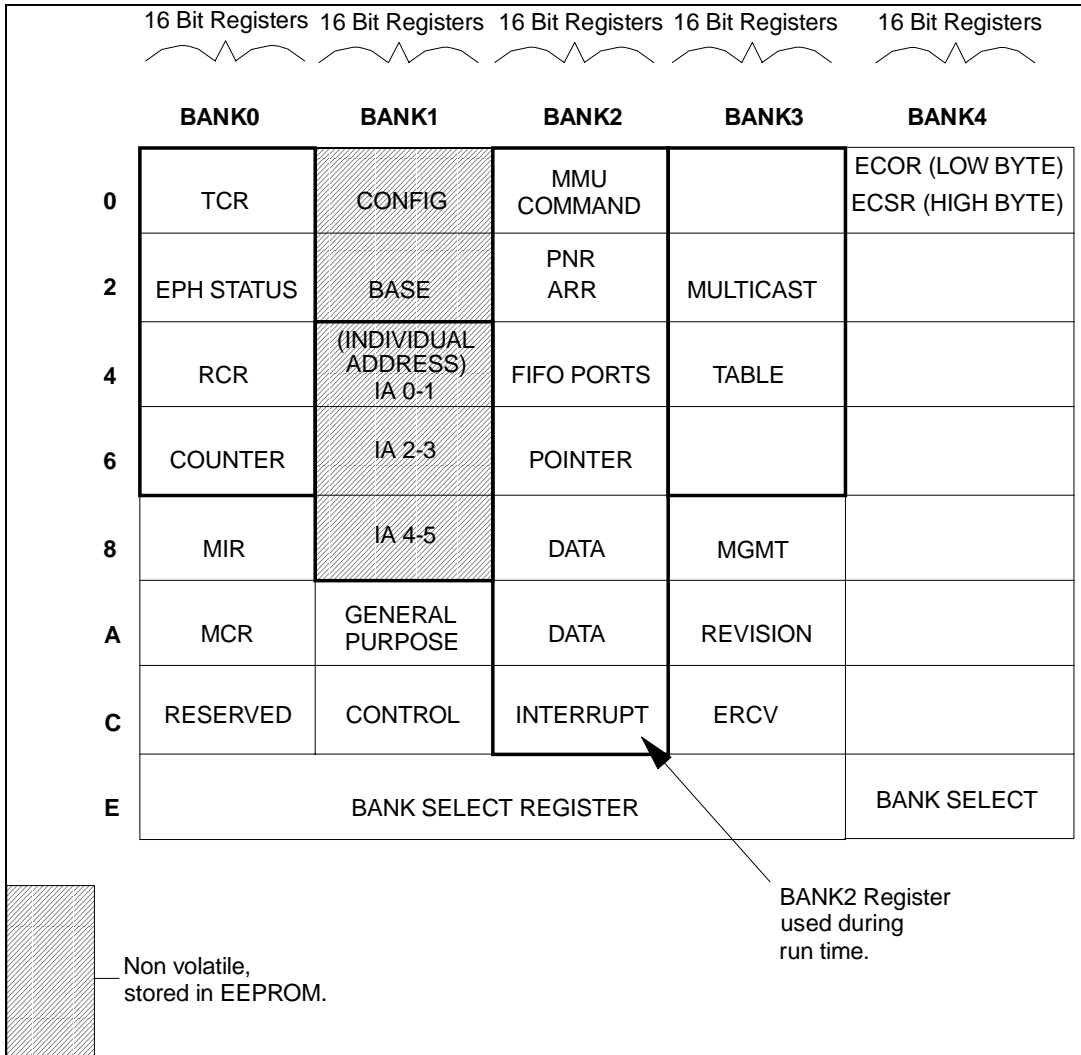 16 Bit Registers 16 Bit Registers 16 Bit Registers 16 Bit Registers 16 Bit Registers
BANK0 BANK1 BANK2 BANK3 BANK4
0 TCR CONFIG MMU COMMAND ECOR (LOW BYTE) ECSR (HIGH BYTE)
2 EPH STATUS BASE PNR ARR MULTICAST
4 RCR (INDIVIDUAL ADDRESS) IA 0-1 FIFO PORTS TABLE
6 COUNTER IA 2-3 POINTER
8 MIR IA 4-5 DATA MGMT
A MCR GENERAL PURPOSE DATA REVISION
C RESERVED CONTROL INTERRUPT ERCV
E BANK SELECT REGISTER BANK SELECT
BANK2 Register
used during
run time.
Non volatile,
stored in EEPROM.